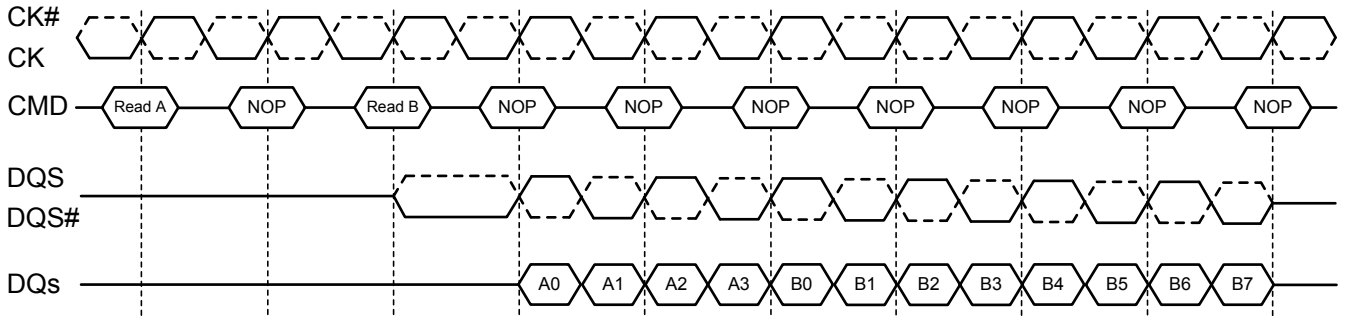 CK#
CK
CMD Read A NOP Read B NOP NOP NOP NOP NOP NOP NOP
DQS
DQS#
DQs A0 A1 A2 A3 B0 B1 B2 B3 B4 B5 B6 B7